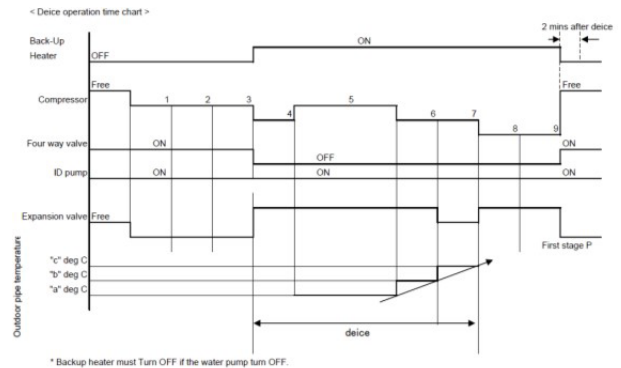 < Deice operation time chart >
2 mins after deice
Back-Up
Heater
OFF
ON
Free
Free
Compressor
1
2
3
4
5
6
7
8
9
Four way valve
ON
OFF
ON
ID pump
ON
ON
ON
Expansion valve
Free
First stage P
Outdoor pipe temperature
"c" deg C
"b" deg C
"a" deg C
deice
* Backup heater must Turn OFF if the water pump turn OFF.